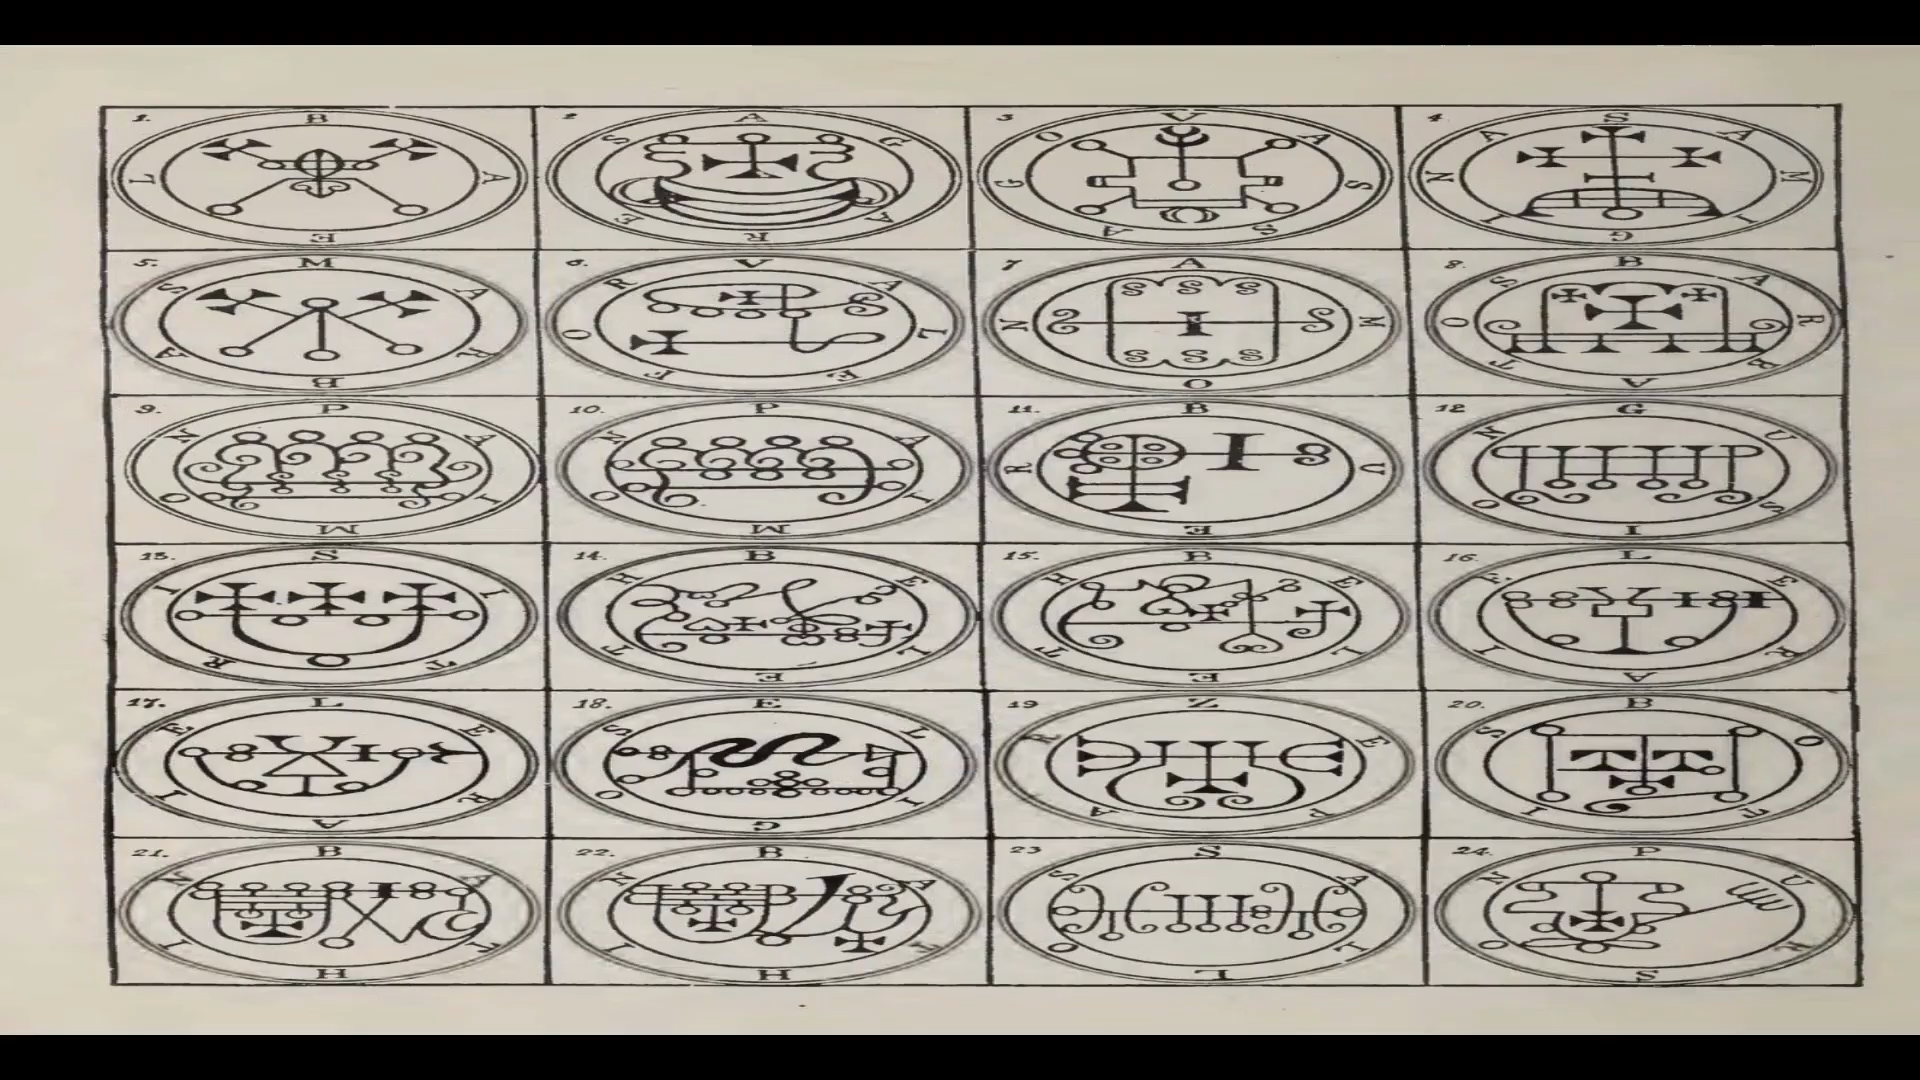 1. BAEL
2 AGARES
3 VASSAGO
4 SAMIGINA
5. MARBAS
6. VALEFOR
7 AMON
8. BARBATOS
9. PAIMON
10. PAIMON
11. BUER
12 GUSION
13. SITRI
14. BELETH
15. BELETH
16. LERAIE
17. LERAIE
18. ELIGOS
19 ZEPAR
20. BOTIS
21. BATHIN
22. BATHIN
23 SALLOS
24. PURSON